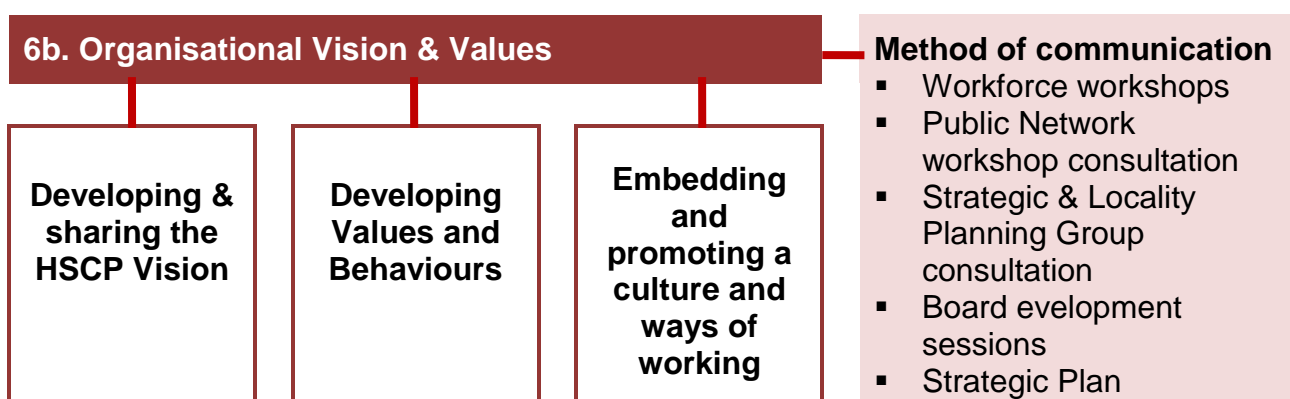 6b. Organisational Vision & Values
Developing &
sharing the
HSCP Vision
Developing
Values and
Behaviours
Embedding
and
promoting a
culture and
ways of
working
Method of communication
▪ Workforce workshops
▪ Public Network
workshop consultation
▪ Strategic & Locality
Planning Group
consultation
▪ Board evelopment
sessions
▪ Strategic Plan